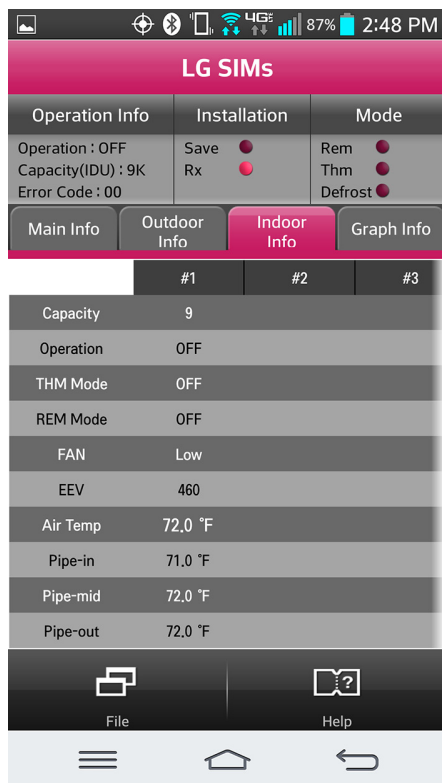 4G 87% 2:48 PM
LG SIMs
Operation Info Installation Mode
Operation : OFF Save Rem
Capacity(IDU) : 9K Rx Thm
Error Code : 00 Defrost
Main Info Outdoor Info Indoor Info Graph Info
#1 #2 #3
Capacity 9
Operation OFF
THM Mode OFF
REM Mode OFF
FAN Low
EEV 460
Air Temp 72.0 °F
Pipe-in 71.0 °F
Pipe-mid 72.0 °F
Pipe-out 72.0 °F
File Help